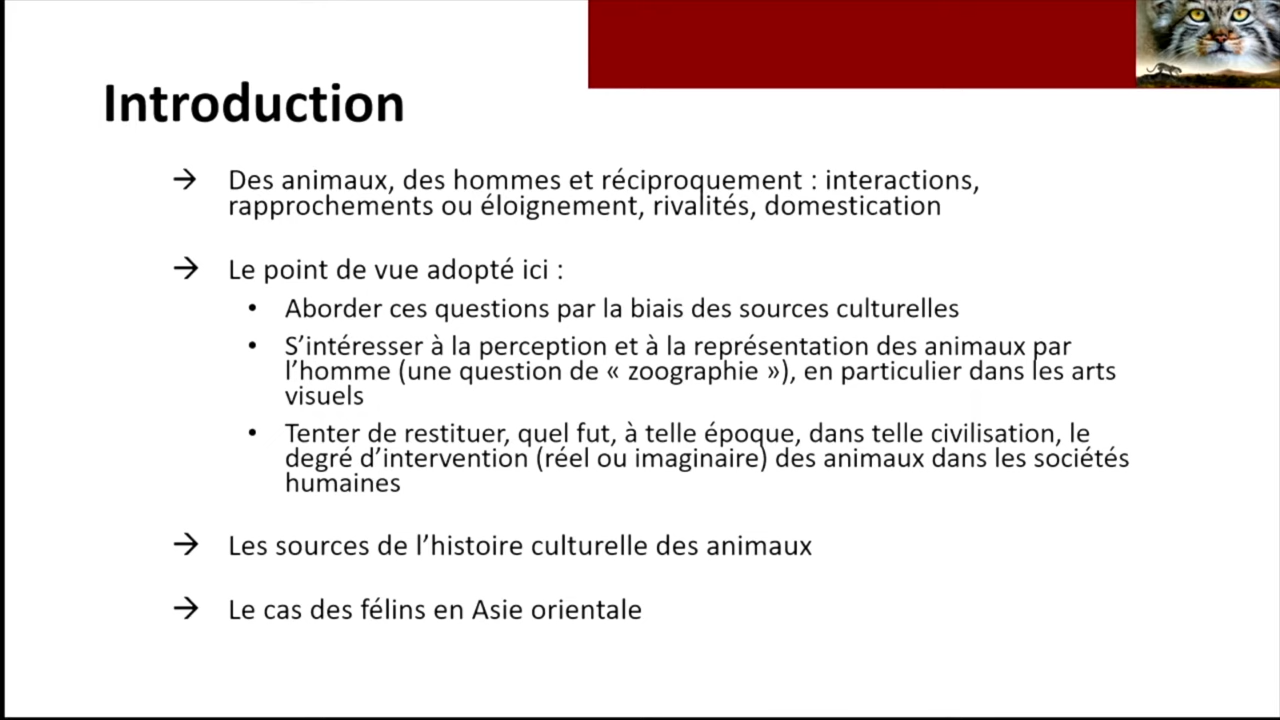 Introduction
→ Des animaux, des hommes et réciproquement : interactions,
rapprochements ou éloignement, rivalités, domestication
→ Le point de vue adopté ici :
• Aborder ces questions par la biais des sources culturelles
• S’intéresser à la perception et à la représentation des animaux par
l’homme (une question de « zoographie »), en particulier dans les arts
visuels
• Tenter de restituer, quel fut, à telle époque, dans telle civilisation, le
degré d’intervention (réel ou imaginaire) des animaux dans les sociétés
humaines
→ Les sources de l’histoire culturelle des animaux
→ Le cas des félins en Asie orientale